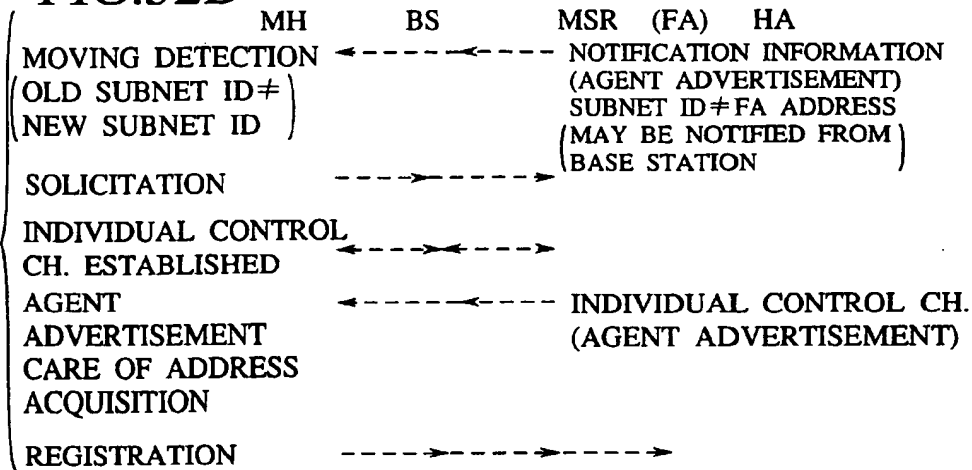 MH BS MSR (FA) HA
MOVING DETECTION NOTIFICATION INFORMATION
(OLD SUBNET ID≠ (AGENT ADVERTISEMENT)
NEW SUBNET ID) SUBNET ID≠FA ADDRESS
(MAY BE NOTIFIED FROM
BASE STATION)
SOLICITATION
INDIVIDUAL CONTROL
CH. ESTABLISHED
AGENT INDIVIDUAL CONTROL CH.
ADVERTISEMENT (AGENT ADVERTISEMENT)
CARE OF ADDRESS
ACQUISITION
REGISTRATION